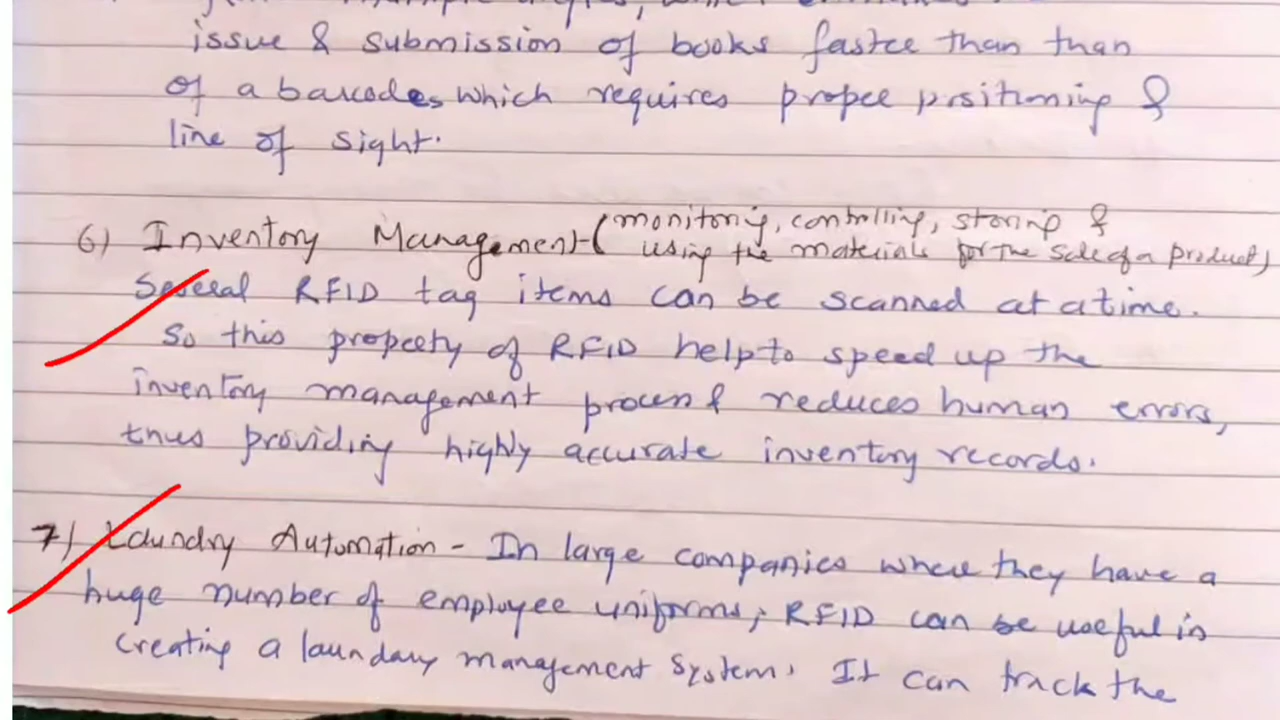 issue & submission of books faster than than
of a barcodes which requires proper positioning &
line of sight.
6) Inventory Management-(monitoring, controlling, storing &
using the materials for the sale of a product)
Several RFID tag items can be scanned at a time.
So this property of RFID help to speed up the
inventory management process & reduces human errors,
thus providing highly accurate inventory records.
7) Laundry Automation - In large companies where they have a
huge number of employee uniforms, RFID can be useful in
creating a laundary management system. It can track the